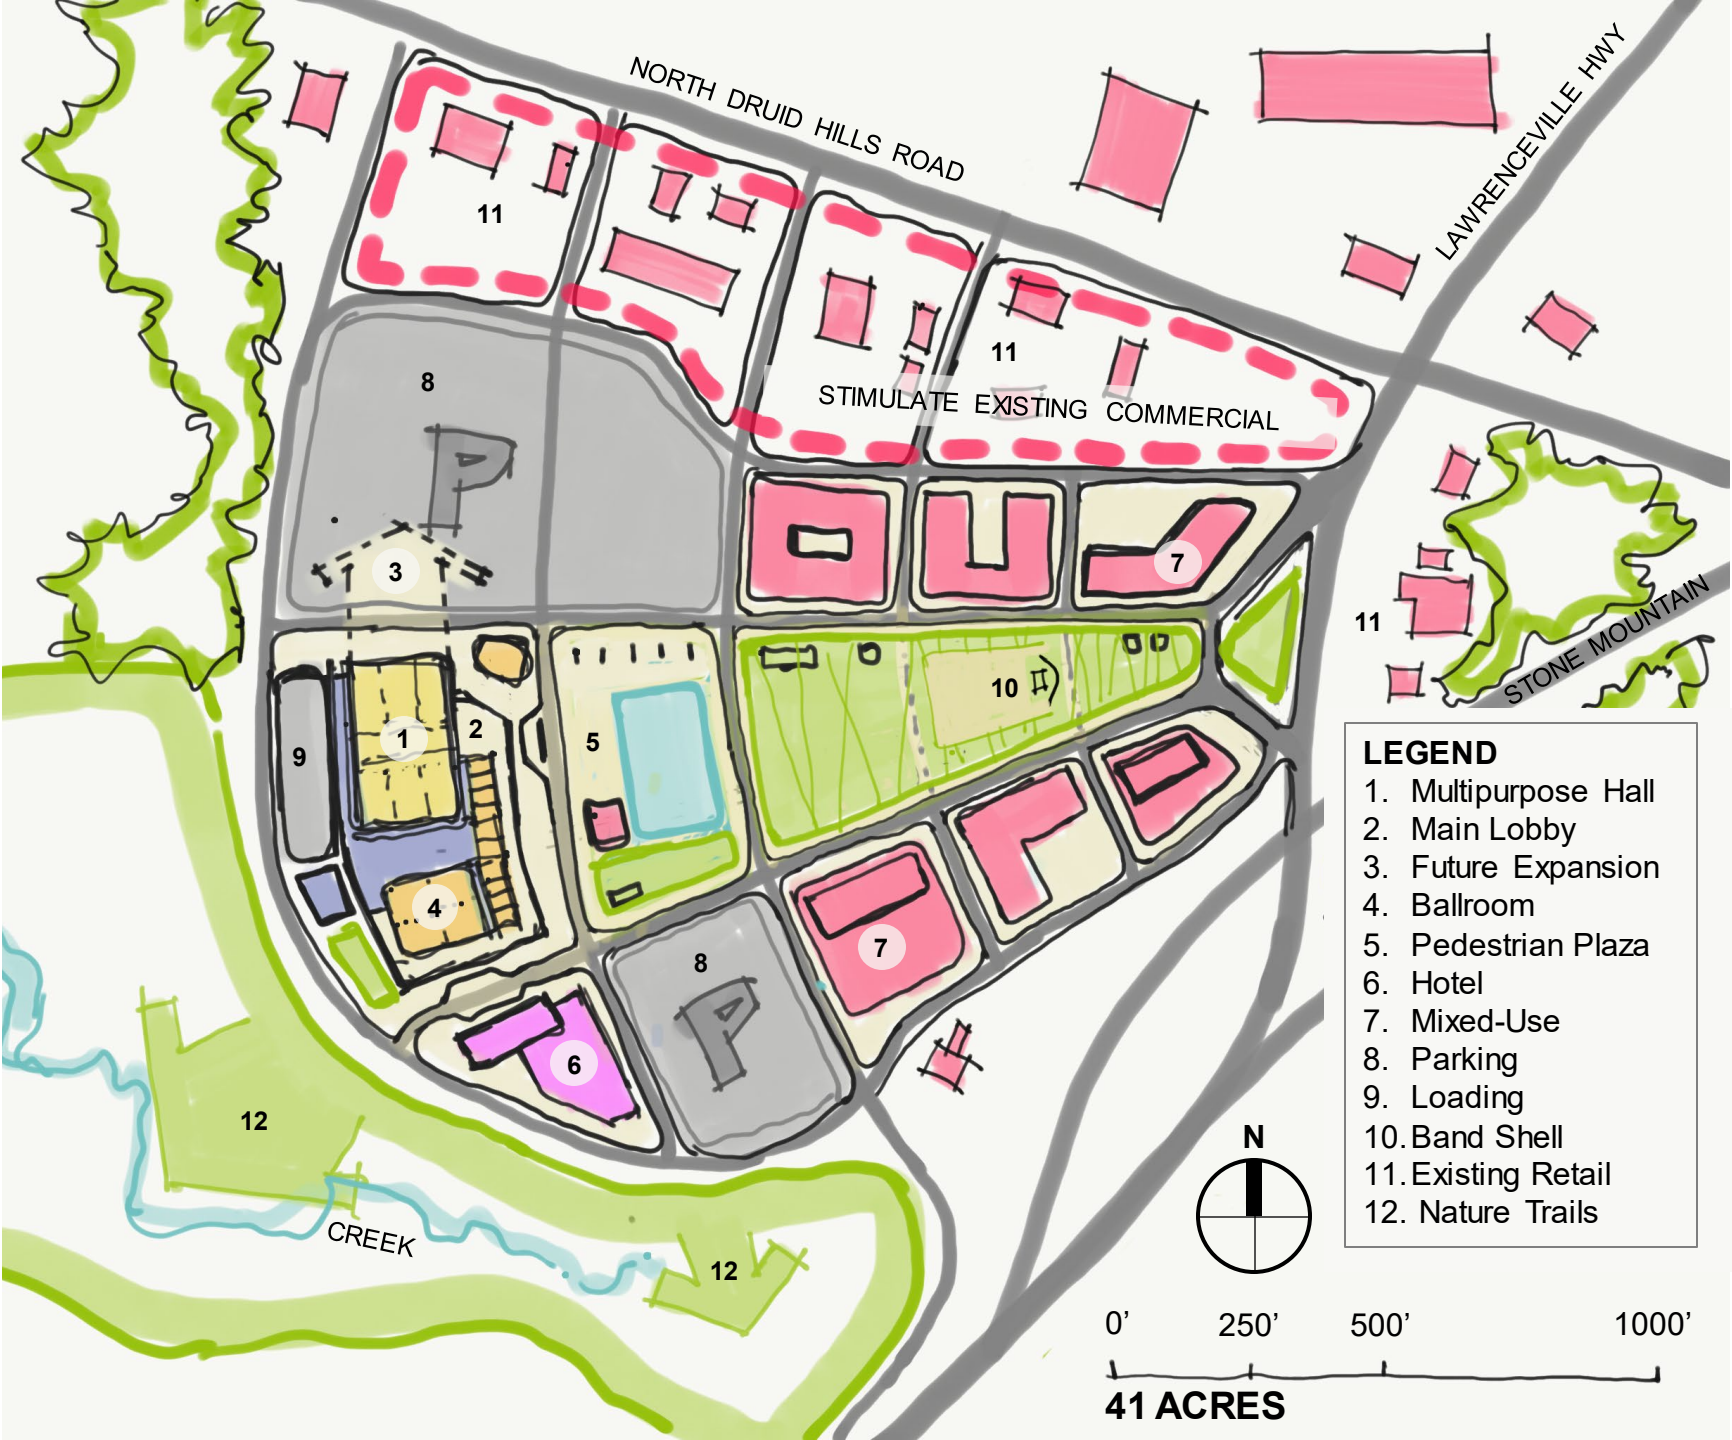 NORTH DRUID HILLS ROAD
LAWRENCEVILLE HWY
11
11
8
STIMULATE EXISTING COMMERCIAL
P
3
7
11
STONE MOUNTAIN
10
9
1
2
5
4
7
8
P
6
12
CREEK
12
LEGEND
1. Multipurpose Hall
2. Main Lobby
3. Future Expansion
4. Ballroom
5. Pedestrian Plaza
6. Hotel
7. Mixed-Use
8. Parking
9. Loading
10. Band Shell
11. Existing Retail
12. Nature Trails
N
0’ 250’ 500’ 1000’
41 ACRES